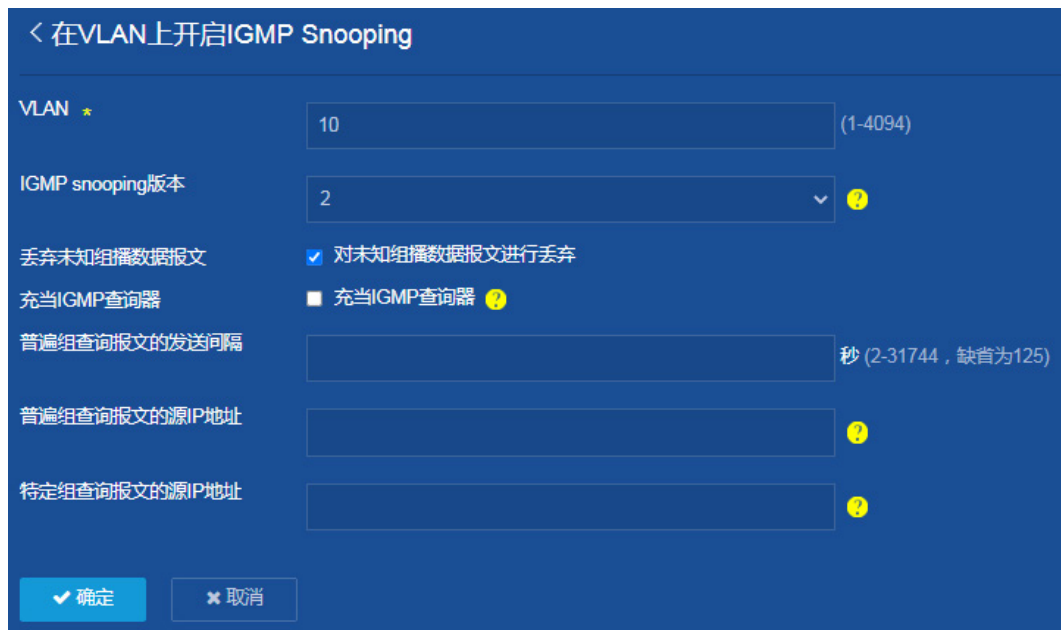 在VLAN上开启IGMP Snooping
VLAN *
10
(1-4094)
IGMP snooping版本
2
?
丢弃未知组播数据报文
对未知组播数据报文进行丢弃
充当IGMP查询器
充当IGMP查询器 ?
普遍组查询报文的发送间隔
秒 (2-31744，缺省为125)
普遍组查询报文的源IP地址
?
特定组查询报文的源IP地址
?
确定
取消